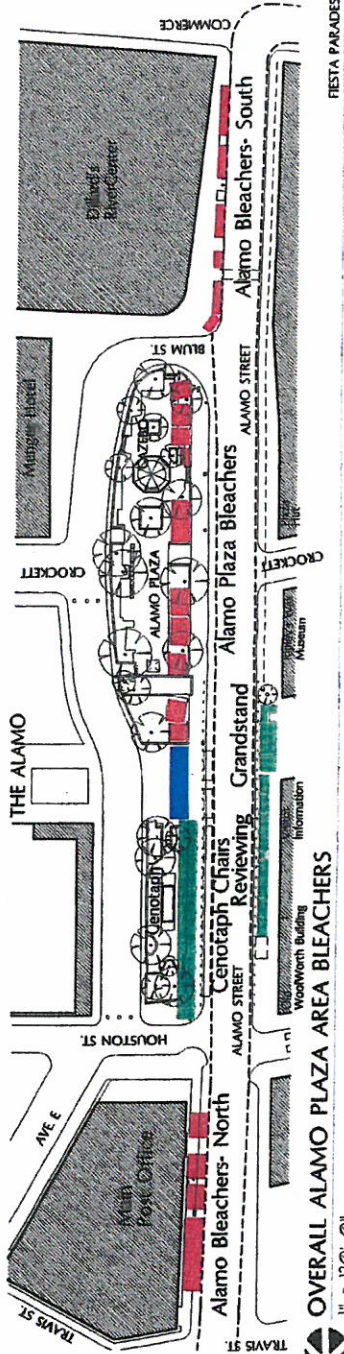 COMMERCE
Dillard's
RiverCenter
Alamo Bleachers- South
FIESTA PARADES
BLUM ST.
ALAMO STREET
Menger Hotel
CROCKETT
ALAMO PLAZA
Alamo Plaza Bleachers
CROCKETT
Museum
THE ALAMO
Cenotaph
Cenotaph Chairs
Reviewing Grandstand
ALAMO STREET
Information
WoolWorth Building
HOUSTON ST.
AVE. E
Main
Post Office
Alamo Bleachers- North
TRAVIS ST.
TRAVIS ST.
OVERALL ALAMO PLAZA AREA BLEACHERS